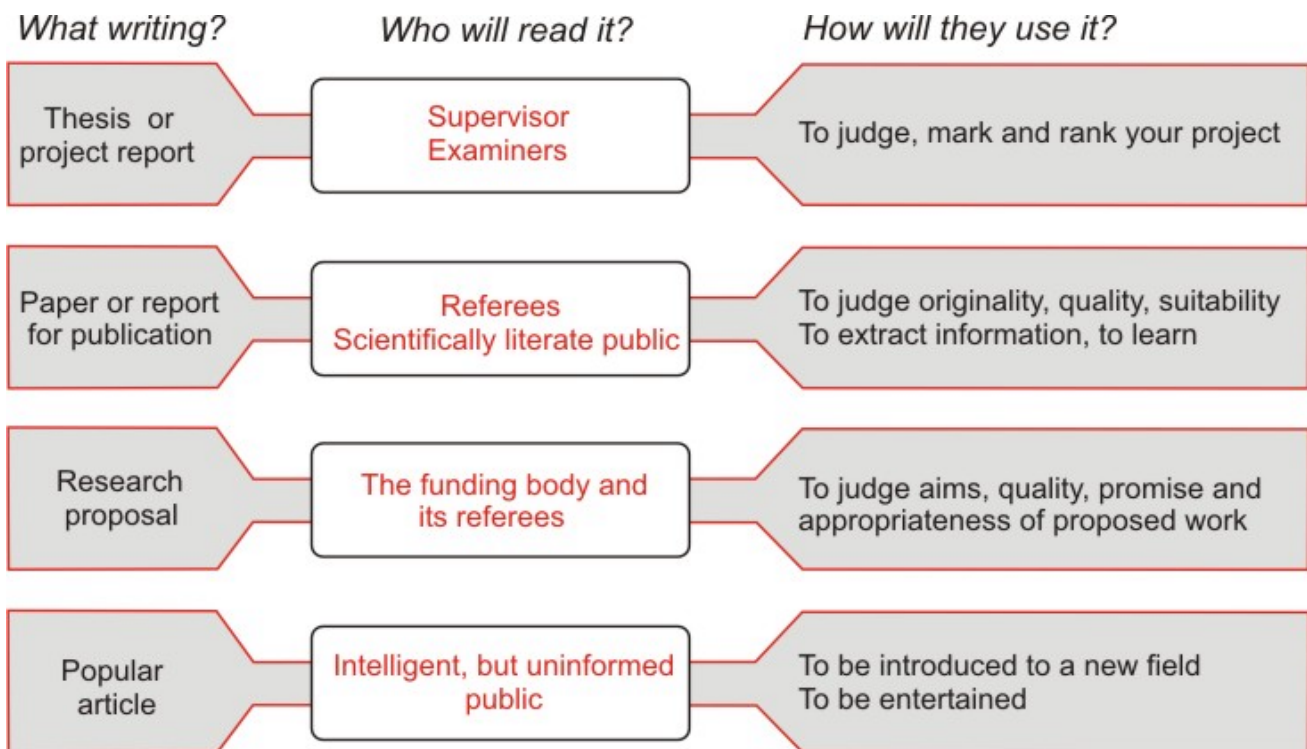 What writing?
Who will read it?
How will they use it?
Thesis or
project report
Supervisor
Examiners
To judge, mark and rank your project
Paper or report
for publication
Referees
Scientifically literate public
To judge originality, quality, suitability
To extract information, to learn
Research
proposal
The funding body and
its referees
To judge aims, quality, promise and
appropriateness of proposed work
Popular
article
Intelligent, but uninformed
public
To be introduced to a new field
To be entertained